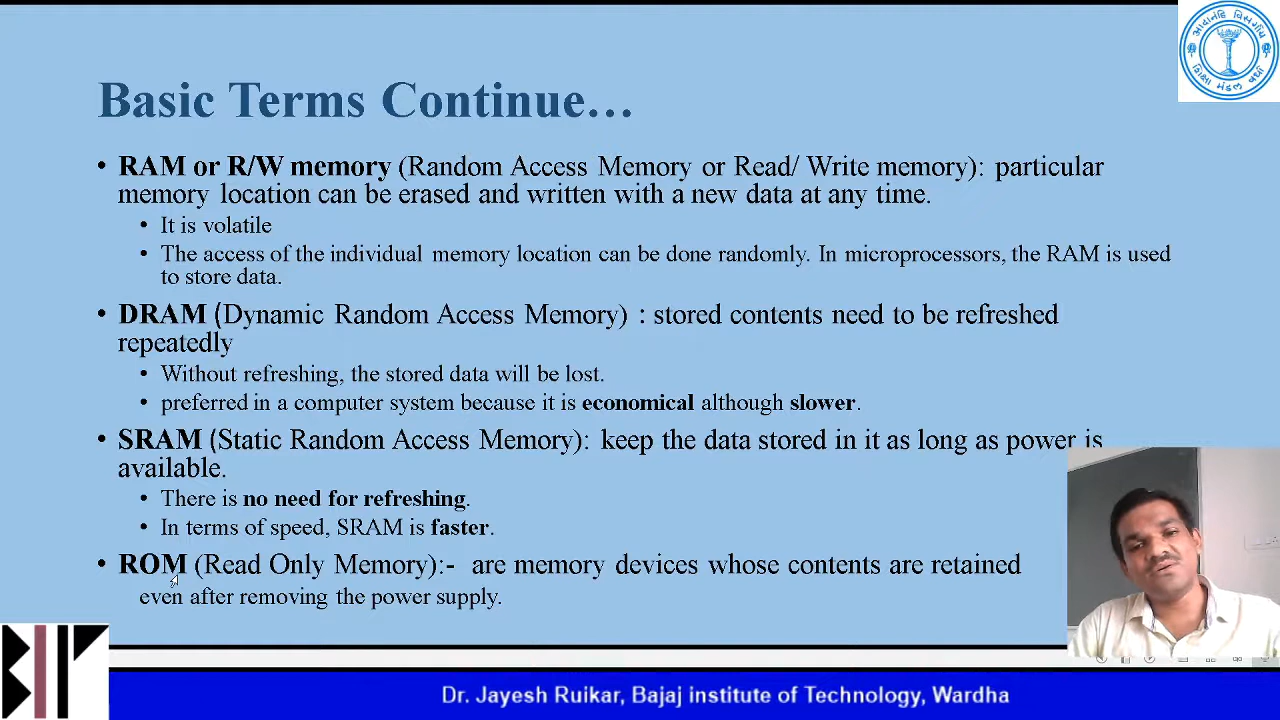 Basic Terms Continue…
• RAM or R/W memory (Random Access Memory or Read/ Write memory): particular
memory location can be erased and written with a new data at any time.
• It is volatile
• The access of the individual memory location can be done randomly. In microprocessors, the RAM is used
to store data.
• DRAM (Dynamic Random Access Memory) : stored contents need to be refreshed
repeatedly
• Without refreshing, the stored data will be lost.
• preferred in a computer system because it is economical although slower.
• SRAM (Static Random Access Memory): keep the data stored in it as long as power is
available.
• There is no need for refreshing.
• In terms of speed, SRAM is faster.
• ROM (Read Only Memory):- are memory devices whose contents are retained
even after removing the power supply.
BIT
Dr. Jayesh Ruikar, Bajaj institute of Technology, Wardha